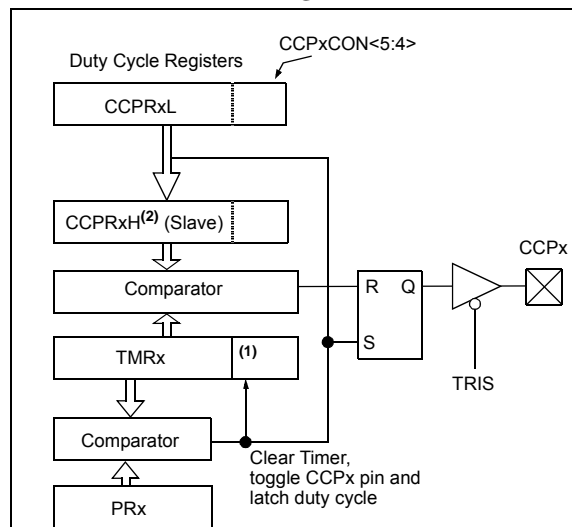 CCPxCON<5:4>
Duty Cycle Registers
CCPRxL
CCPRxH(2) (Slave)
CCPx
Comparator
R Q
S
TMRx
(1)
TRIS
Comparator
Clear Timer,
toggle CCPx pin and
latch duty cycle
PRx